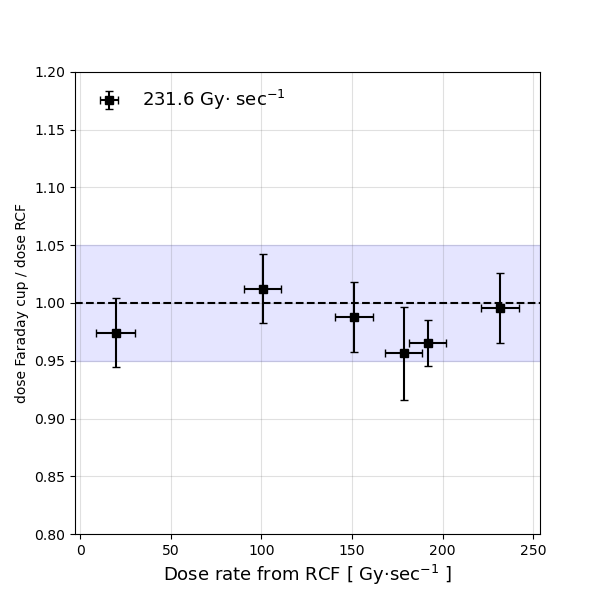 1.20
231.6 Gy· sec⁻¹
1.15
1.10
1.05
1.00
0.95
0.90
0.85
0.80
dose Faraday cup / dose RCF
0 50 100 150 200 250
Dose rate from RCF [ Gy·sec⁻¹ ]